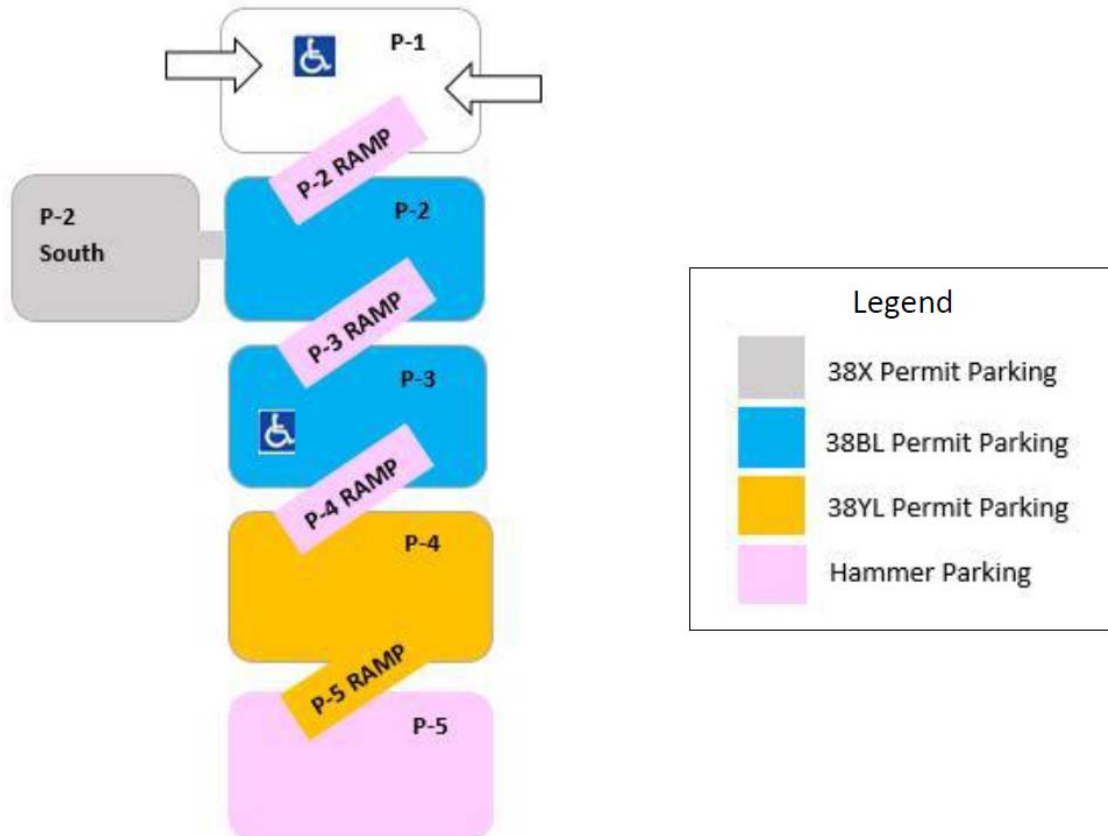 P-1
P-2 RAMP
P-2
South
P-2
P-3 RAMP
P-3
P-4 RAMP
P-4
P-5 RAMP
P-5
Legend
38X Permit Parking
38BL Permit Parking
38YL Permit Parking
Hammer Parking